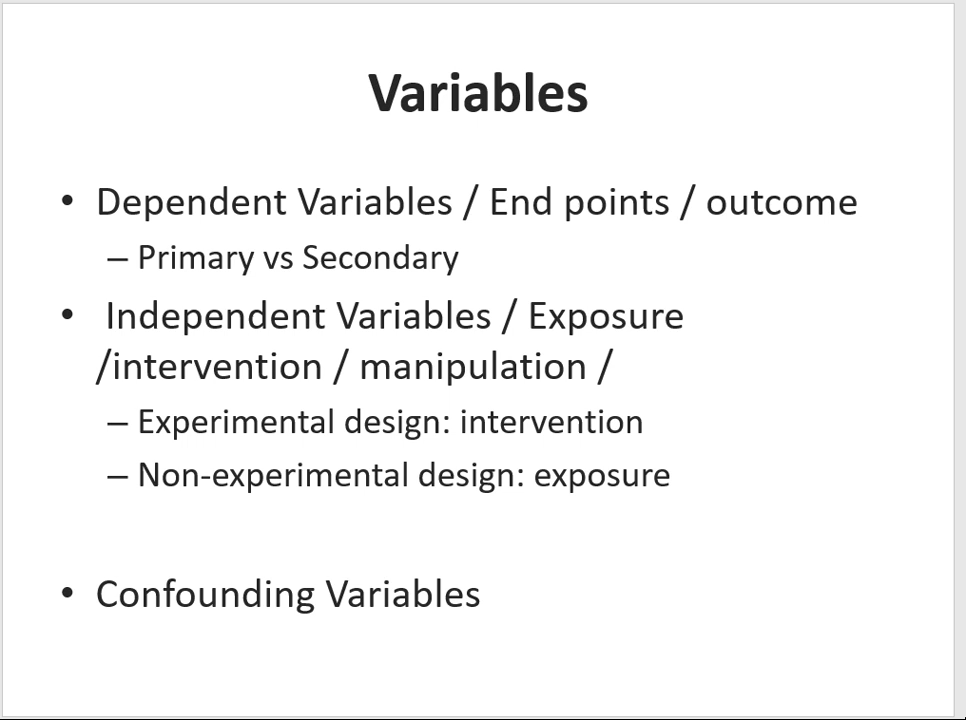 Variables
• Dependent Variables / End points / outcome
– Primary vs Secondary
• Independent Variables / Exposure
/intervention / manipulation /
– Experimental design: intervention
– Non-experimental design: exposure
• Confounding Variables